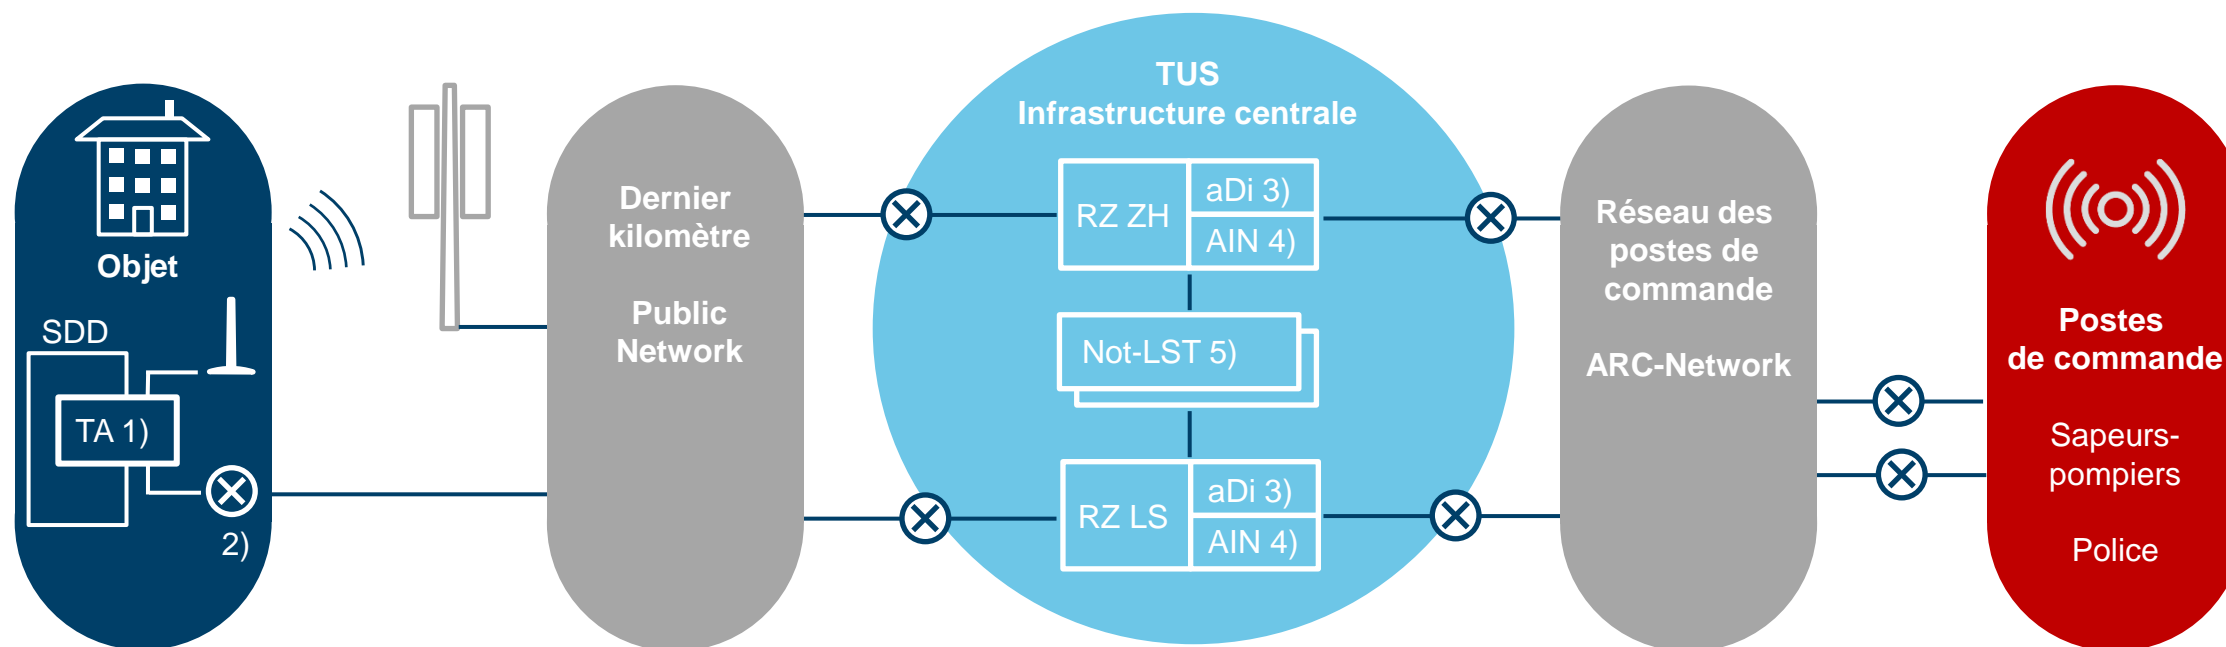 Objet
SDD
TA 1)
2)
Dernier
kilomètre
Public
Network
TUS
Infrastructure centrale
RZ ZH
aDi 3)
AIN 4)
Not-LST 5)
RZ LS
aDi 3)
AIN 4)
Réseau des
postes de
commande
ARC-Network
Postes
de commande
Sapeurs-
pompiers
Police